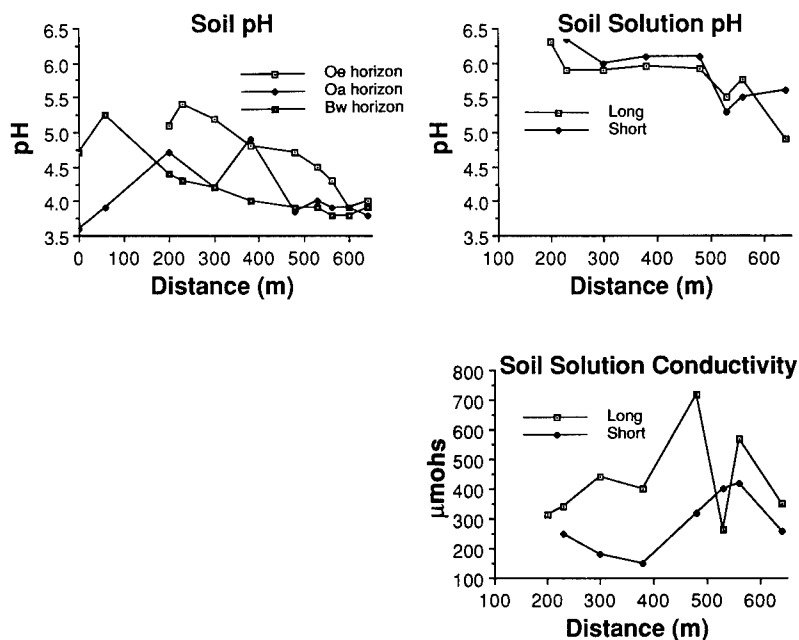 Soil pH
6.5
6.0
5.5
5.0
4.5
4.0
3.5
pH
Oe horizon
Oa horizon
Bw horizon
0 100 200 300 400 500 600
Distance (m)
Soil Solution pH
6.5
6.0
5.5
5.0
4.5
4.0
3.5
pH
Long
Short
100 200 300 400 500 600
Distance (m)
Soil Solution Conductivity
800
700
600
500
400
300
200
100
µmohs
Long
Short
100 200 300 400 500 600
Distance (m)